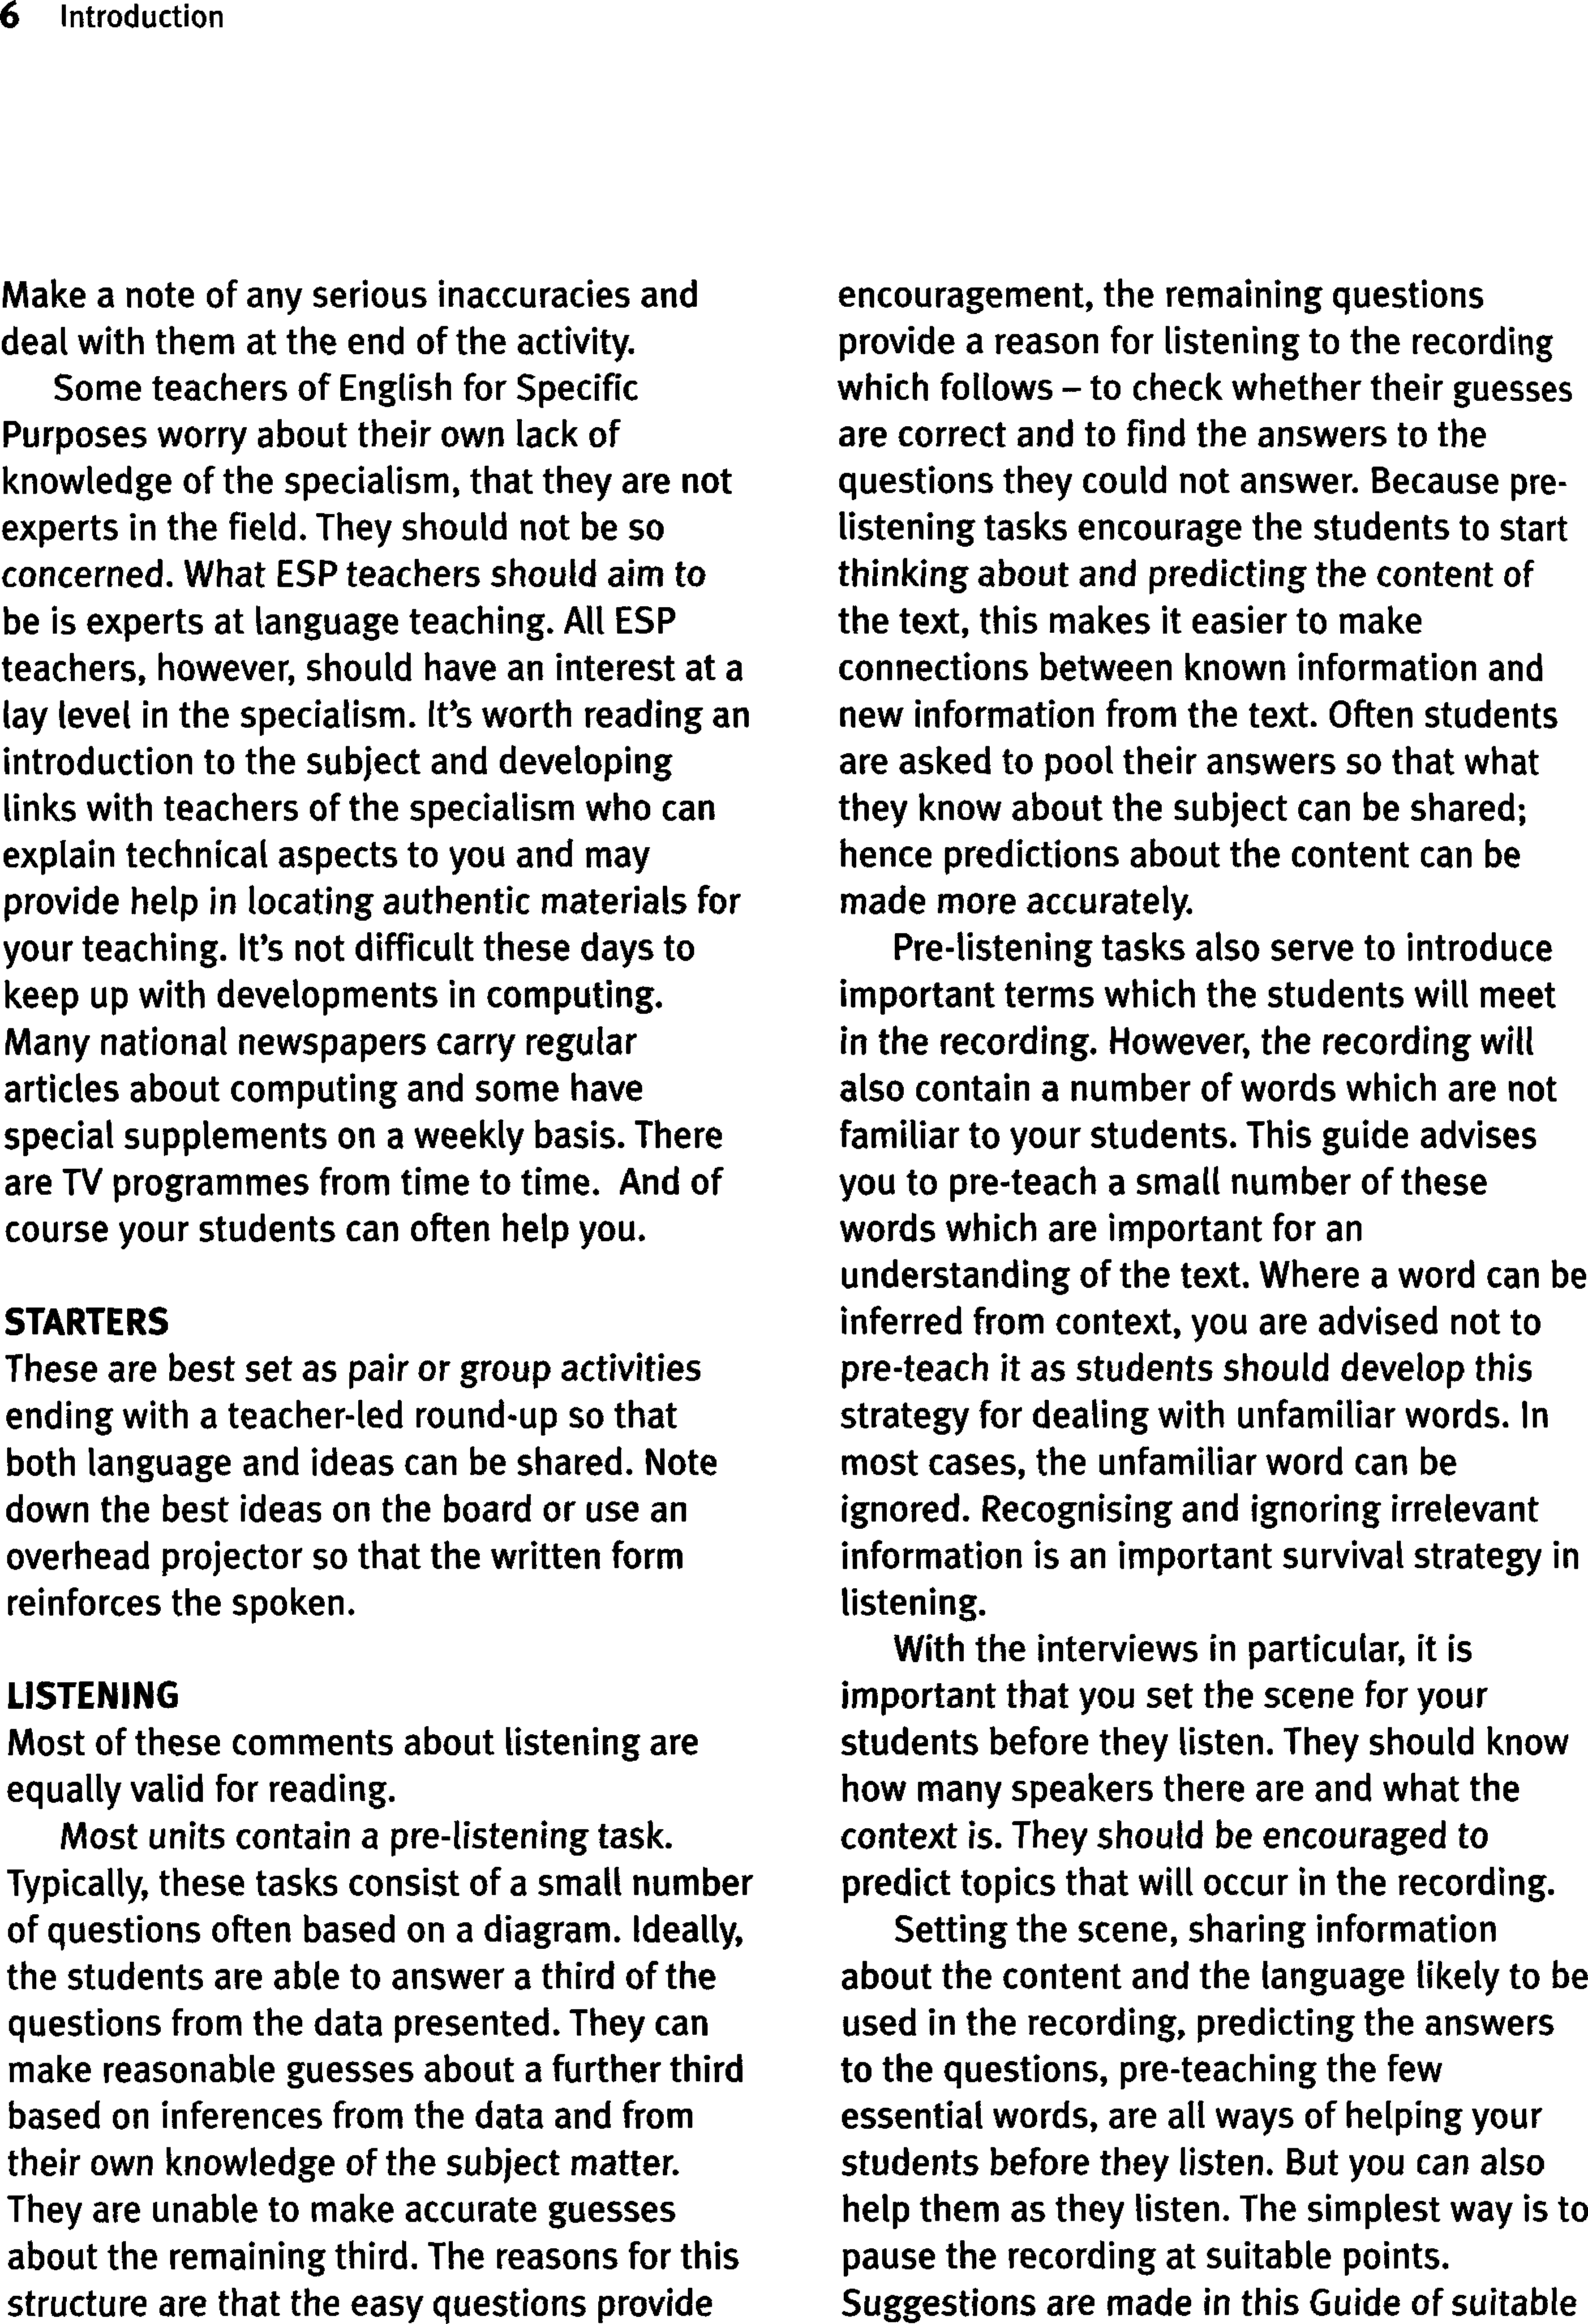 6 Introduction
Make a note of any serious inaccuracies and
deal with them at the end of the activity.
Some teachers of English for Specific
Purposes worry about their own lack of
knowledge of the specialism, that they are not
experts in the field. They should not be so
concerned. What ESP teachers should aim to
be is experts at language teaching. All ESP
teachers, however, should have an interest at a
lay level in the specialism. It's worth reading an
introduction to the subject and developing
links with teachers of the specialism who can
explain technical aspects to you and may
provide help in locating authentic materials for
your teaching. It's not difficult these days to
keep up with developments in computing.
Many national newspapers carry regular
articles about computing and some have
special supplements on a weekly basis. There
are TV programmes from time to time. And of
course your students can often help you.
STARTERS
These are best set as pair or group activities
ending with a teacher-led round-up so that
both language and ideas can be shared. Note
down the best ideas on the board or use an
overhead projector so that the written form
reinforces the spoken.
LISTENING
Most of these comments about listening are
equally valid for reading.
Most units contain a pre-listening task.
Typically, these tasks consist of a small number
of questions often based on a diagram. Ideally,
the students are able to answer a third of the
questions from the data presented. They can
make reasonable guesses about a further third
based on inferences from the data and from
their own knowledge of the subject matter.
They are unable to make accurate guesses
about the remaining third. The reasons for this
structure are that the easy questions provide
encouragement, the remaining questions
provide a reason for listening to the recording
which follows – to check whether their guesses
are correct and to find the answers to the
questions they could not answer. Because pre-
listening tasks encourage the students to start
thinking about and predicting the content of
the text, this makes it easier to make
connections between known information and
new information from the text. Often students
are asked to pool their answers so that what
they know about the subject can be shared;
hence predictions about the content can be
made more accurately.
Pre-listening tasks also serve to introduce
important terms which the students will meet
in the recording. However, the recording will
also contain a number of words which are not
familiar to your students. This guide advises
you to pre-teach a small number of these
words which are important for an
understanding of the text. Where a word can be
inferred from context, you are advised not to
pre-teach it as students should develop this
strategy for dealing with unfamiliar words. In
most cases, the unfamiliar word can be
ignored. Recognising and ignoring irrelevant
information is an important survival strategy in
listening.
With the interviews in particular, it is
important that you set the scene for your
students before they listen. They should know
how many speakers there are and what the
context is. They should be encouraged to
predict topics that will occur in the recording.
Setting the scene, sharing information
about the content and the language likely to be
used in the recording, predicting the answers
to the questions, pre-teaching the few
essential words, are all ways of helping your
students before they listen. But you can also
help them as they listen. The simplest way is to
pause the recording at suitable points.
Suggestions are made in this Guide of suitable